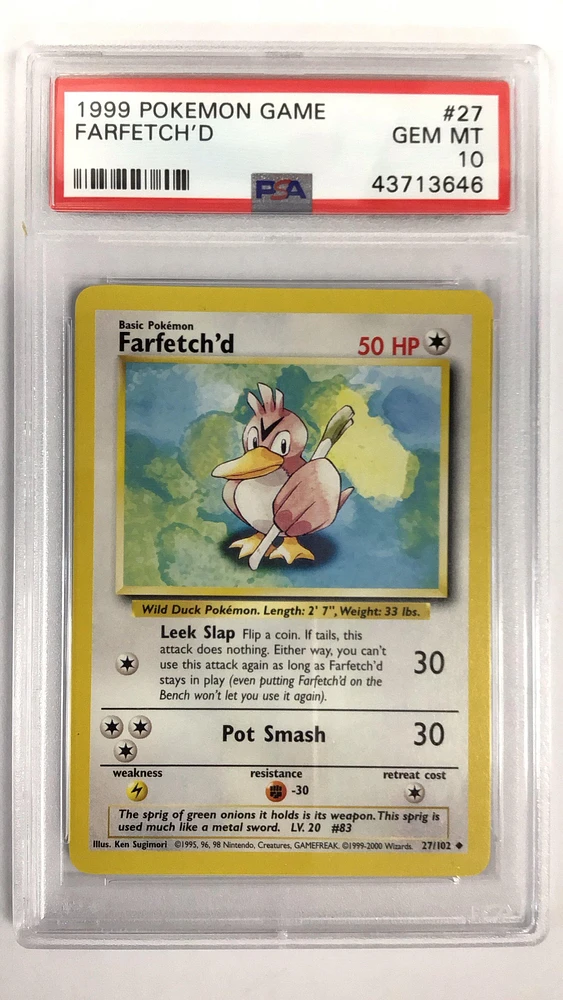 1999 POKEMON GAME #27
FARFETCH'D GEM MT
10
PSA 43713646
Basic Pokémon
Farfetch'd 50 HP
Wild Duck Pokémon. Length: 2' 7", Weight: 33 lbs.
Leek Slap Flip a coin. If tails, this
attack does nothing. Either way, you can't
use this attack again as long as Farfetch'd
stays in play (even putting Farfetch'd on the
Bench won't let you use it again).
30
Pot Smash 30
weakness resistance retreat cost
-30
The sprig of green onions it holds is its weapon. This sprig is
used much like a metal sword. LV. 20 #83
Illus. Ken Sugimori ©1995, 96, 98 Nintendo, Creatures, GAMEFREAK. ©1999-2000 Wizards. 27/102